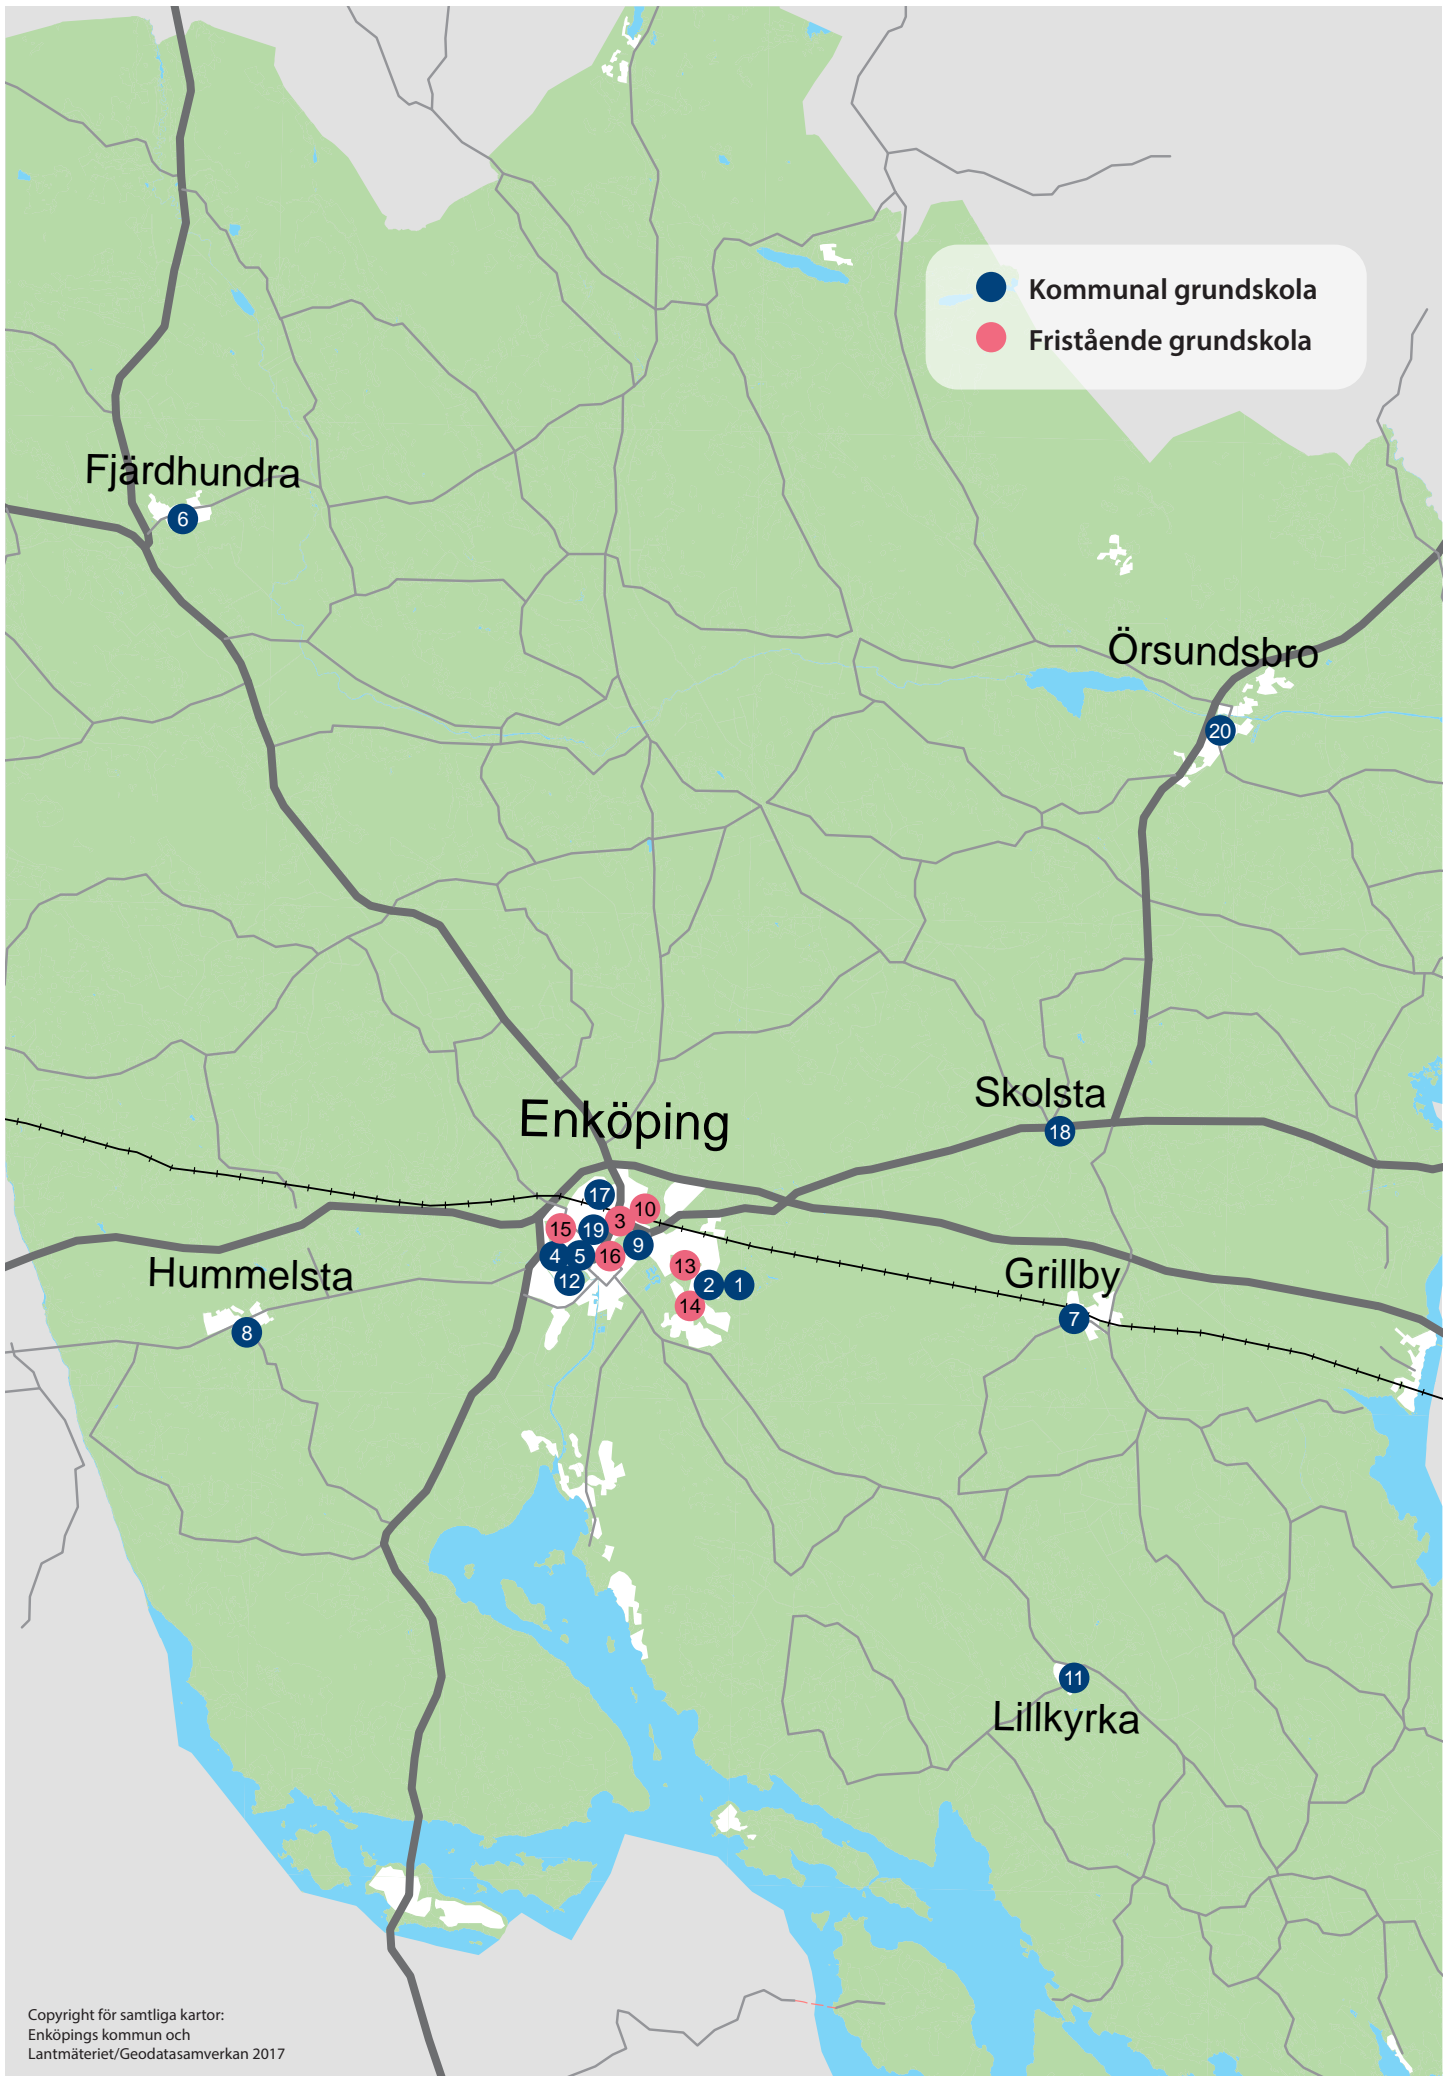 Kommunal grundskola
Fristående grundskola
Fjärdhundra
6
Örsundsbro
20
Skolsta
18
Enköping
17
10
3
15
19
9
4
5
16
12
13
2
1
14
Hummelsta
8
Grillby
7
11
Lillkyrka
Copyright för samtliga kartor:
Enköpings kommun och
Lantmäteriet/Geodatasamverkan 2017